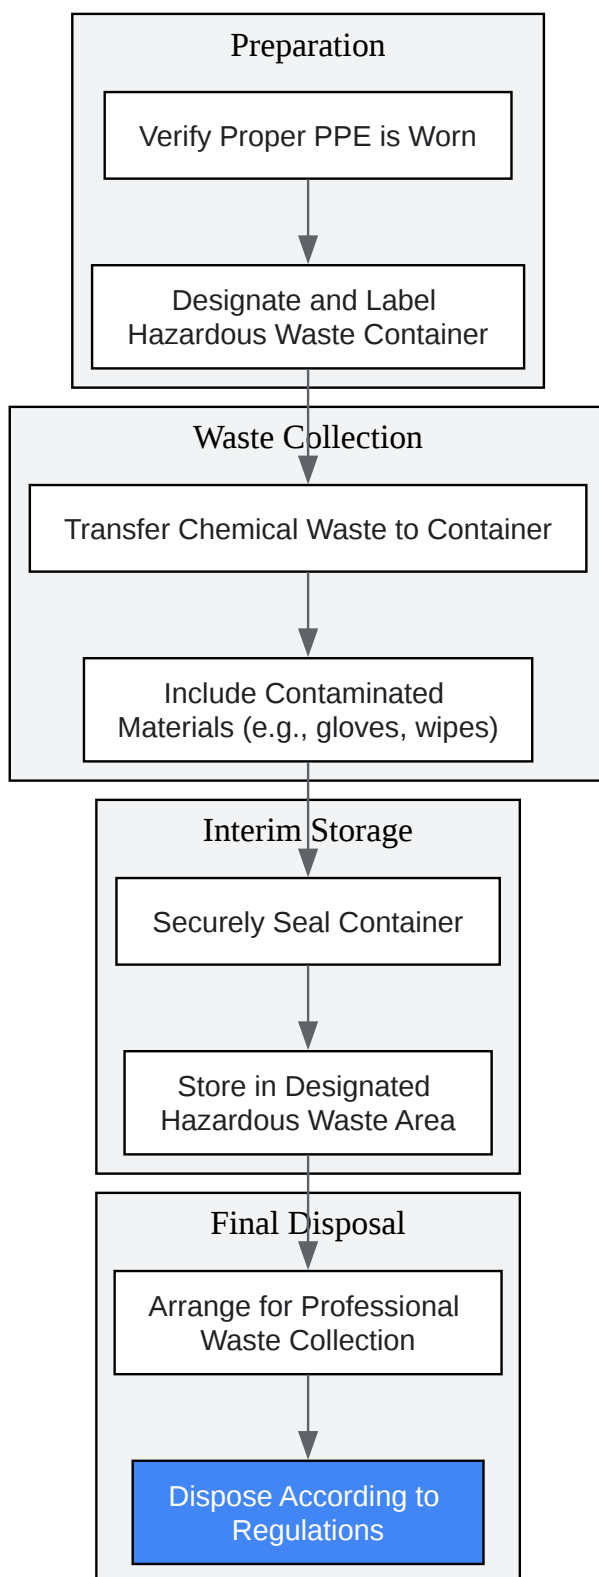 Preparation
Verify Proper PPE is Worn
Designate and Label
Hazardous Waste Container
Waste Collection
Transfer Chemical Waste to Container
Include Contaminated
Materials (e.g., gloves, wipes)
Interim Storage
Securely Seal Container
Store in Designated
Hazardous Waste Area
Final Disposal
Arrange for Professional
Waste Collection
Dispose According to
Regulations